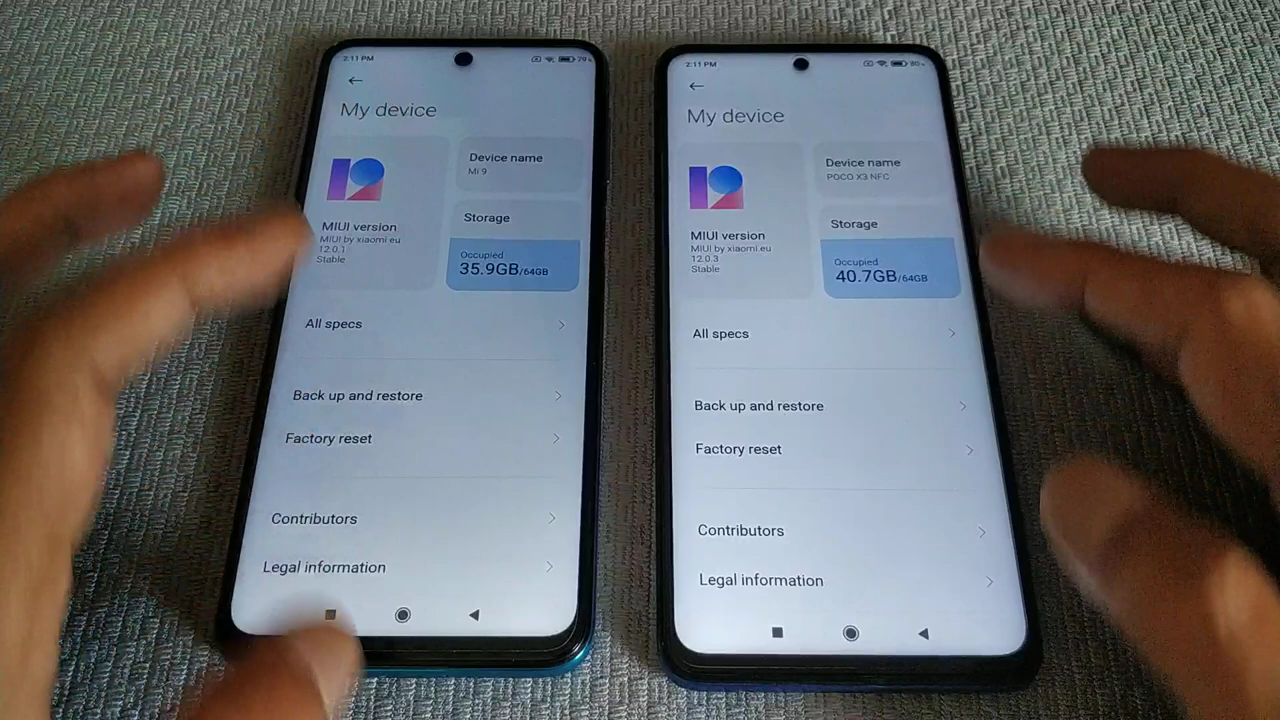 2:11 PM
79
My device
Device name
Mi 9
MIUI version
MIUI by xiaomi.eu
12.0.1
Stable
Storage
Occupied
35.9GB/64GB
All specs
Back up and restore
Factory reset
Contributors
Legal information
2:11 PM
80
My device
Device name
POCO X3 NFC
MIUI version
MIUI by xiaomi.eu
12.0.3
Stable
Storage
Occupied
40.7GB/64GB
All specs
Back up and restore
Factory reset
Contributors
Legal information